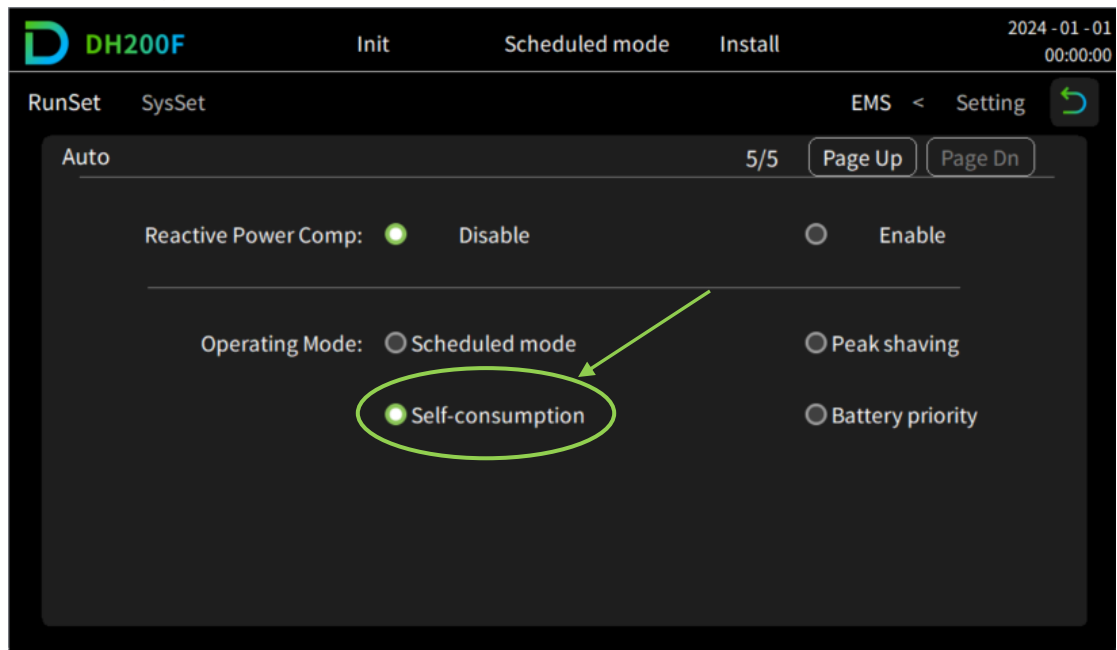 DH200F Init Scheduled mode Install 2024 - 01 - 01
00:00:00
RunSet SysSet EMS < Setting
Auto 5/5 Page Up Page Dn
Reactive Power Comp: Disable Enable
Operating Mode: Scheduled mode Peak shaving
Self-consumption Battery priority